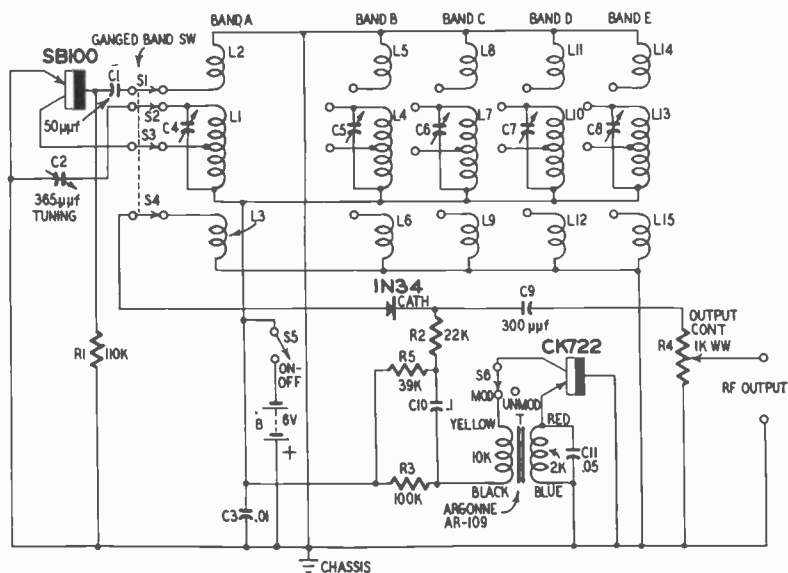 BAND A
BAND B
BAND C
BAND D
BAND E
GANGED BAND SW
SB100
C1
S1
L2
L5
L8
L11
L14
50μμf
S2
C4
L1
C5
L4
C6
L7
C7
L10
C8
L13
S3
C2
365μμf
TUNING
S4
L3
L6
L9
L12
L15
1N34
CATH
C9
300μμf
R2
22K
OUTPUT
CONT
1K WW
R4
RF OUTPUT
R1
110K
S5
ON-
OFF
R5
39K
CK722
S6
MOD
UNMOD
T
RED
YELLOW
C10
.1
B
6V
+
10K
2K
C11
.05
R3
100K
BLACK
BLUE
ARGONNE
AR-109
C3
.01
CHASSIS